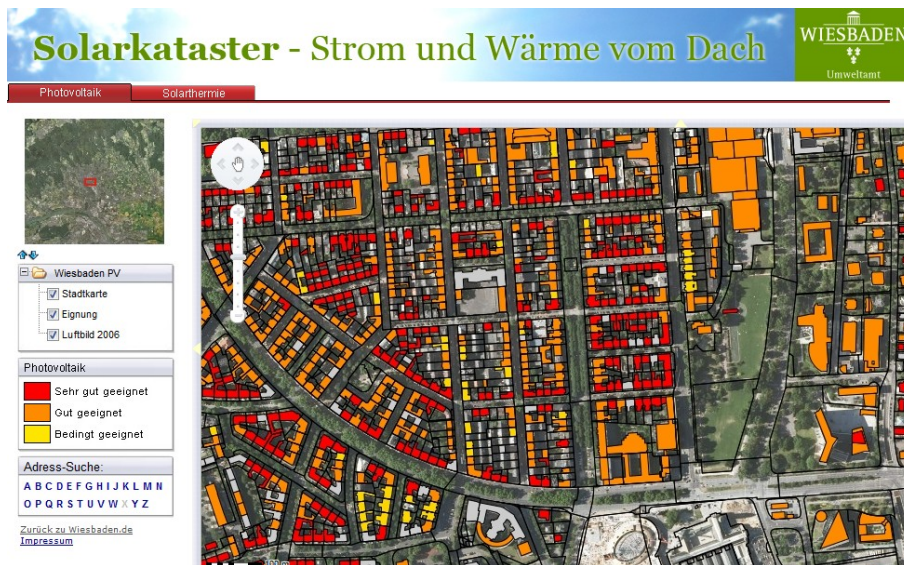 Solarkataster - Strom und Wärme vom Dach
WIESBADEN
Umweltamt
Photovoltaik
Solarthermie
Wiesbaden PV
Stadtkarte
Eignung
Luftbild 2006
Photovoltaik
Sehr gut geeignet
Gut geeignet
Bedingt geeignet
Adress-Suche:
A B C D E F G H I J K L M N
O P Q R S T U V W X Y Z
Zurück zu Wiesbaden.de
Impressum